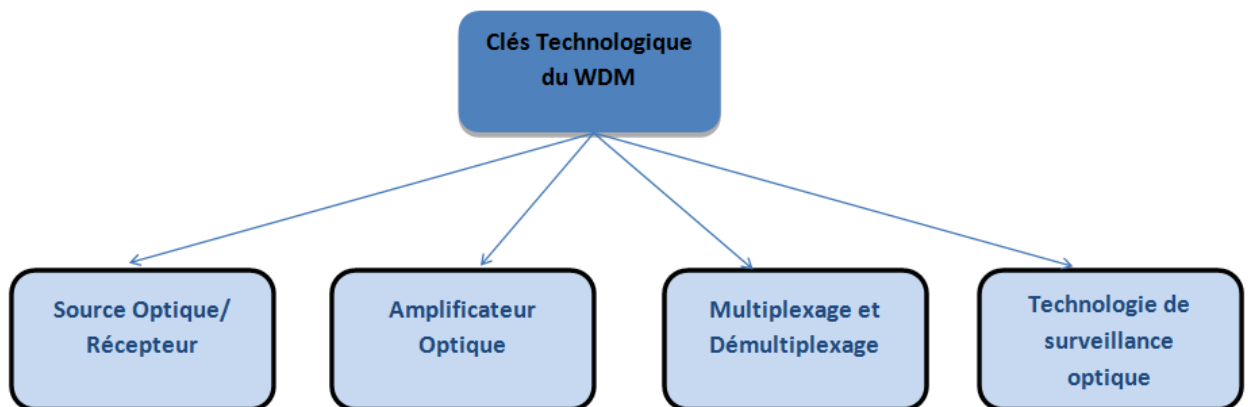 Clés Technologique
du WDM
Source Optique/
Récepteur
Amplificateur
Optique
Multiplexage et
Démultiplexage
Technologie de
surveillance
optique